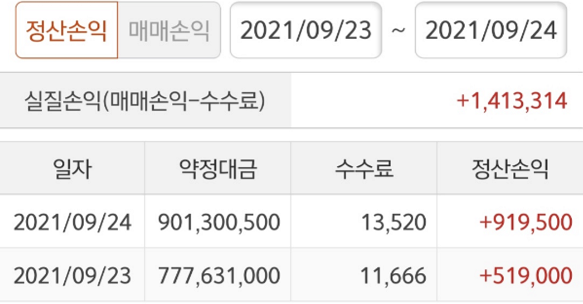 정산손익 매매손익 2021/09/23 ~ 2021/09/24
실질손익(매매손익-수수료) +1,413,314
일자 약정대금 수수료 정산손익
2021/09/24 901,300,500 13,520 +919,500
2021/09/23 777,631,000 11,666 +519,000